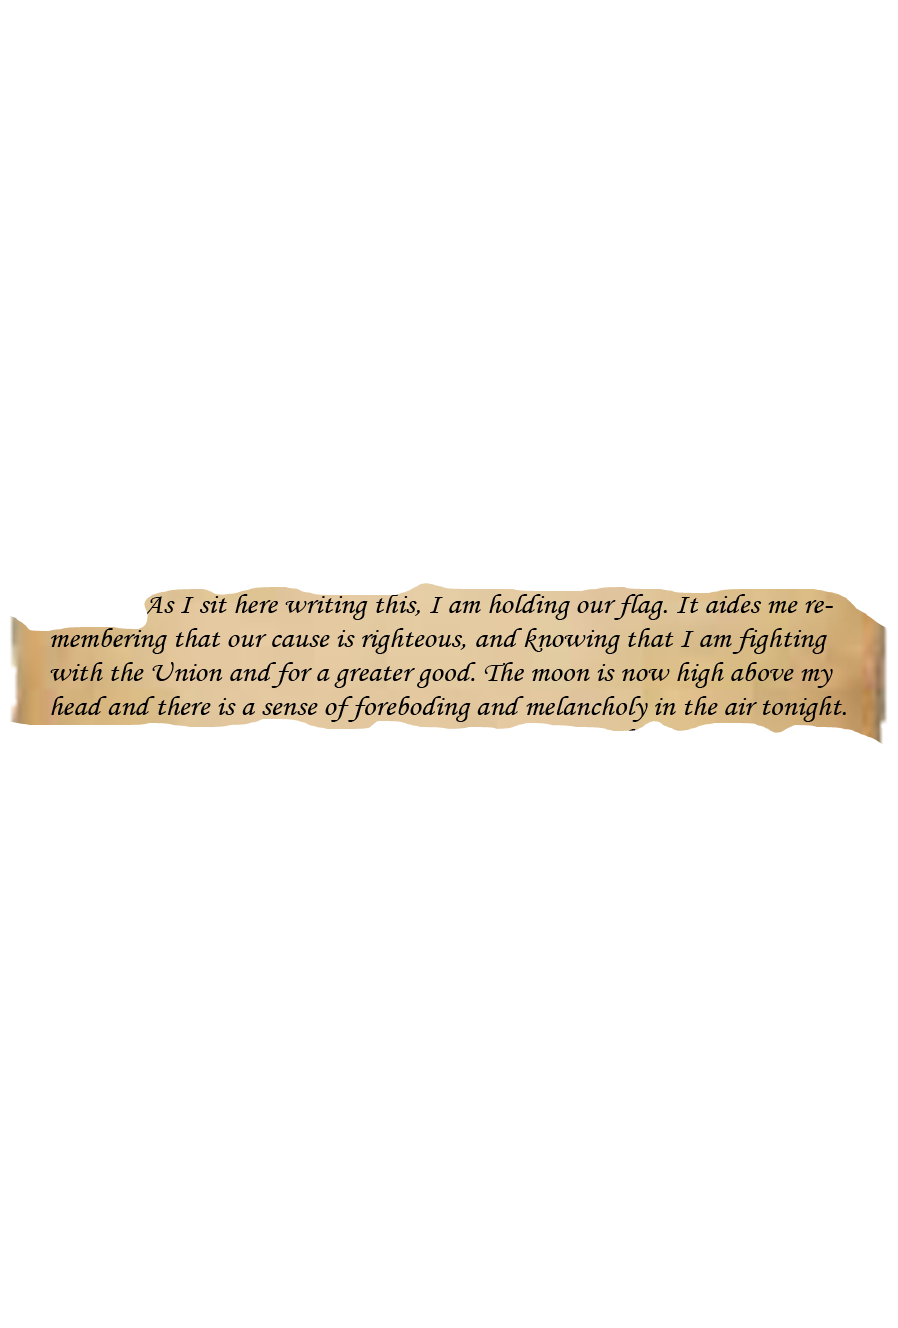 As I sit here writing this, I am holding our flag. It aides me re-
membering that our cause is righteous, and knowing that I am fighting
with the Union and for a greater good. The moon is now high above my
head and there is a sense of foreboding and melancholy in the air tonight.